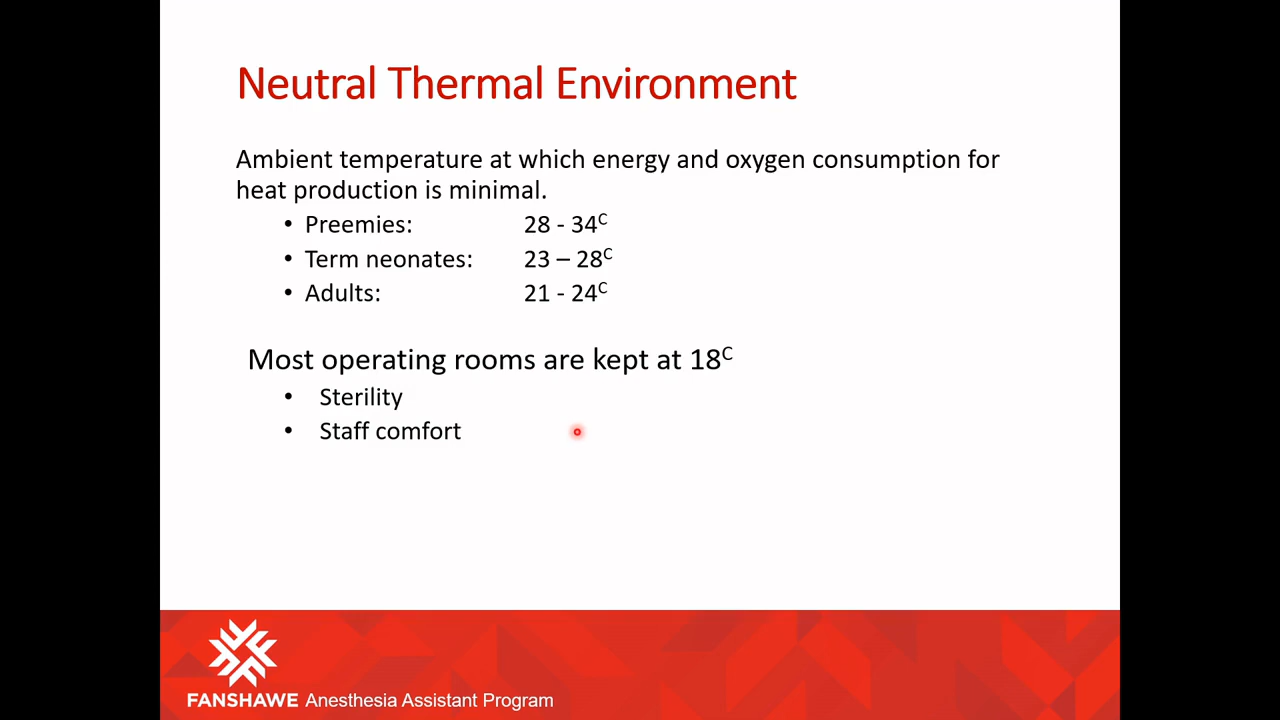 Neutral Thermal Environment
Ambient temperature at which energy and oxygen consumption for
heat production is minimal.
• Preemies: 28 - 34ᶜ
• Term neonates: 23 – 28ᶜ
• Adults: 21 - 24ᶜ
Most operating rooms are kept at 18ᶜ
• Sterility
• Staff comfort
FANSHAWE Anesthesia Assistant Program